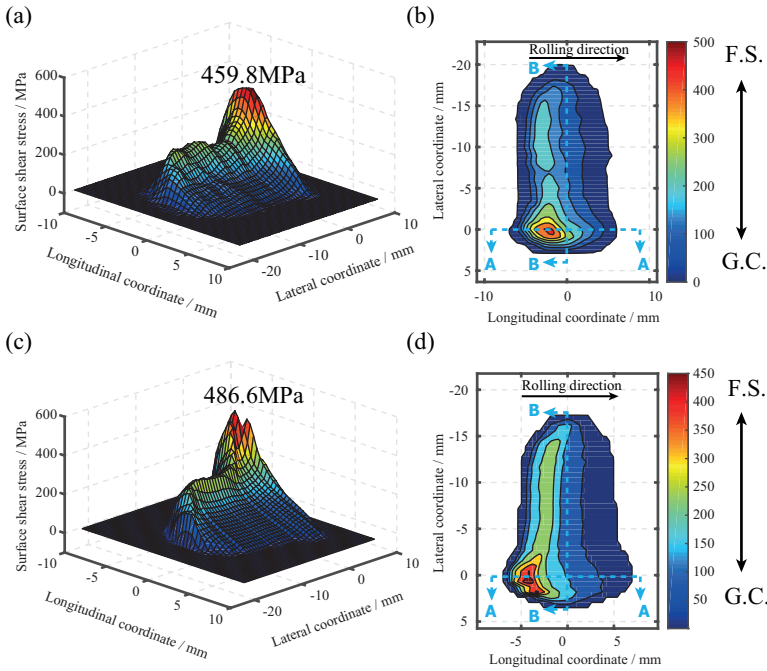 (a)
459.8MPa
Surface shear stress / MPa
600
400
200
0
-10
-5
0
5
10
Longitudinal coordinate / mm
-20
-10
0
10
Lateral coordinate / mm
(b)
Rolling direction
B
B
A
A
-20
-15
-10
-5
0
5
Lateral coordinate / mm
-10
0
10
Longitudinal coordinate / mm
500
400
300
200
100
0
F.S.
G.C.
(c)
486.6MPa
Surface shear stress / MPa
600
400
200
0
-10
-5
0
5
10
Longitudinal coordinate / mm
-20
-10
0
10
Lateral coordinate / mm
(d)
Rolling direction
B
B
A
A
-20
-15
-10
-5
0
5
Lateral coordinate / mm
-5
0
5
Longitudinal coordinate / mm
450
400
350
300
250
200
150
100
50
F.S.
G.C.